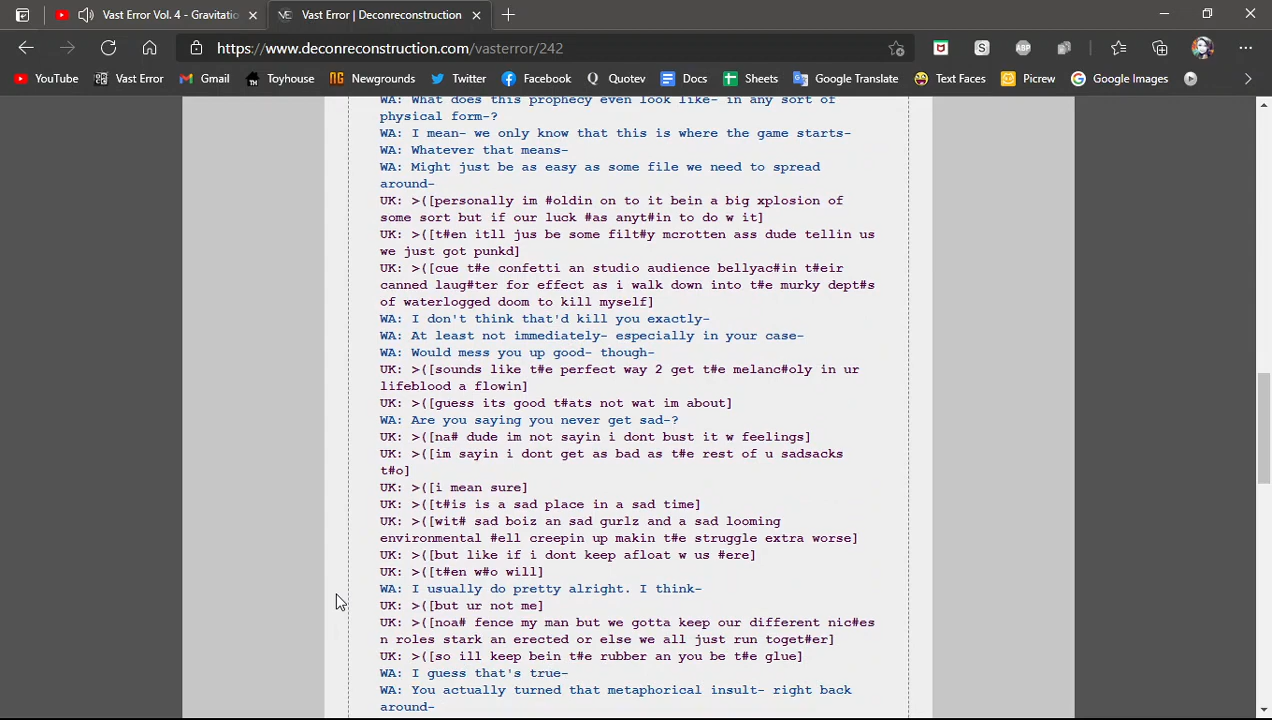 Vast Error Vol. 4 - Gravitatio
Vast Error | Deconreconstruction
https://www.deconreconstruction.com/vasterror/242
YouTube
Vast Error
Gmail
Toyhouse
Newgrounds
Twitter
Facebook
Quotev
Docs
Sheets
Google Translate
Text Faces
Picrew
Google Images
WA: What does this prophecy even look like- in any sort of
physical form-?
WA: I mean- we only know that this is where the game starts-
WA: Whatever that means-
WA: Might just be as easy as some file we need to spread
around-
UK: >([personally im #oldin on to it bein a big xplosion of
some sort but if our luck #as anyt#in to do w it]
UK: >([t#en itll jus be some filt#y mcrotten ass dude tellin us
we just got punkd]
UK: >([cue t#e confetti an studio audience bellyac#in t#eir
canned laug#ter for effect as i walk down into t#e murky dept#s
of waterlogged doom to kill myself]
WA: I don't think that'd kill you exactly-
WA: At least not immediately- especially in your case-
WA: Would mess you up good- though-
UK: >([sounds like t#e perfect way 2 get t#e melanc#oly in ur
lifeblood a flowin]
UK: >([guess its good t#ats not wat im about]
WA: Are you saying you never get sad-?
UK: >([na# dude im not sayin i dont bust it w feelings]
UK: >([im sayin i dont get as bad as t#e rest of u sadsacks
t#o]
UK: >([i mean sure]
UK: >([t#is is a sad place in a sad time]
UK: >([wit# sad boiz an sad gurlz and a sad looming
environmental #ell creepin up makin t#e struggle extra worse]
UK: >([but like if i dont keep afloat w us #ere]
UK: >([t#en w#o will]
WA: I usually do pretty alright. I think-
UK: >([but ur not me]
UK: >([noa# fence my man but we gotta keep our different nic#es
n roles stark an erected or else we all just run toget#er]
UK: >([so ill keep bein t#e rubber an you be t#e glue]
WA: I guess that's true-
WA: You actually turned that metaphorical insult- right back
around-